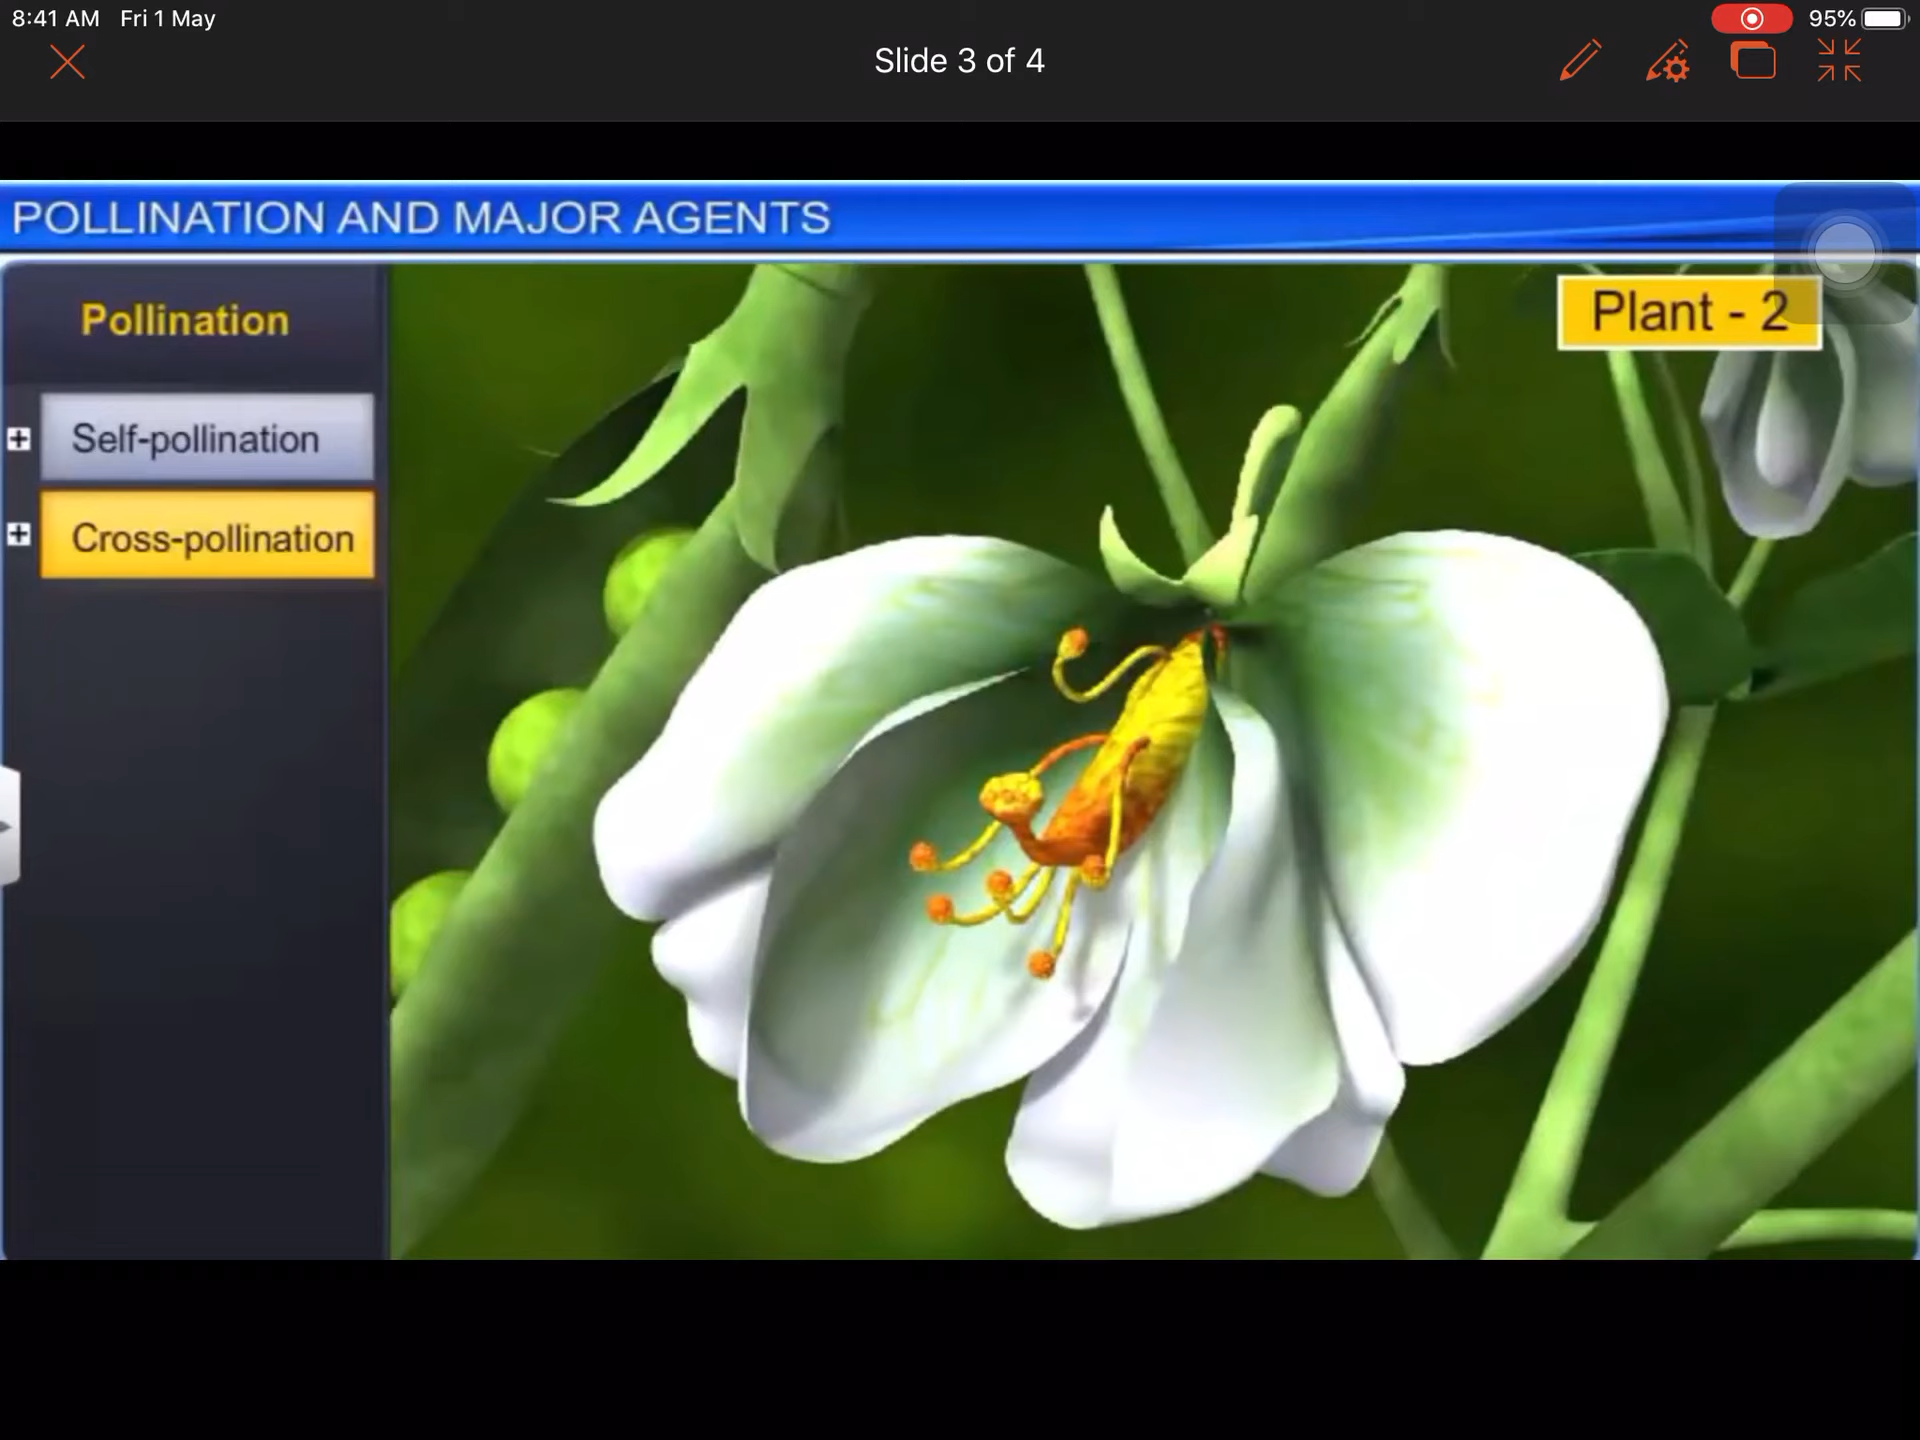 8:41 AM Fri 1 May
95%
Slide 3 of 4
POLLINATION AND MAJOR AGENTS
Pollination
Self-pollination
Cross-pollination
Plant - 2